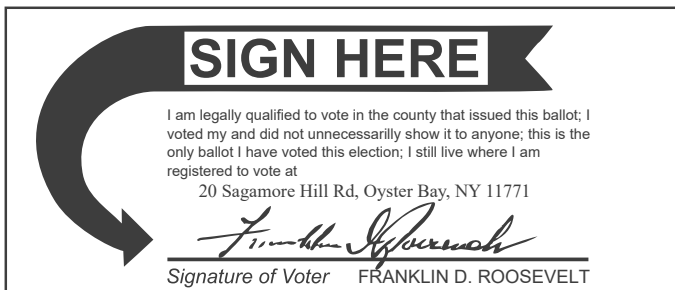 SIGN HERE
I am legally qualified to vote in the county that issued this ballot; I
voted my and did not unnecessarilly show it to anyone; this is the
only ballot I have voted this election; I still live where I am
registered to vote at
20 Sagamore Hill Rd, Oyster Bay, NY 11771
Franklin D Roosevelt
Signature of Voter FRANKLIN D. ROOSEVELT